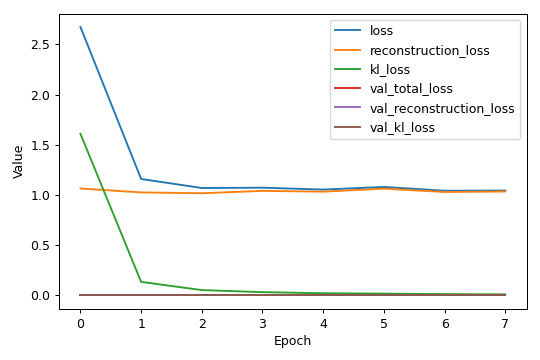 loss
reconstruction_loss
kl_loss
val_total_loss
val_reconstruction_loss
val_kl_loss
Value
2.5
2.0
1.5
1.0
0.5
0.0
0 1 2 3 4 5 6 7
Epoch